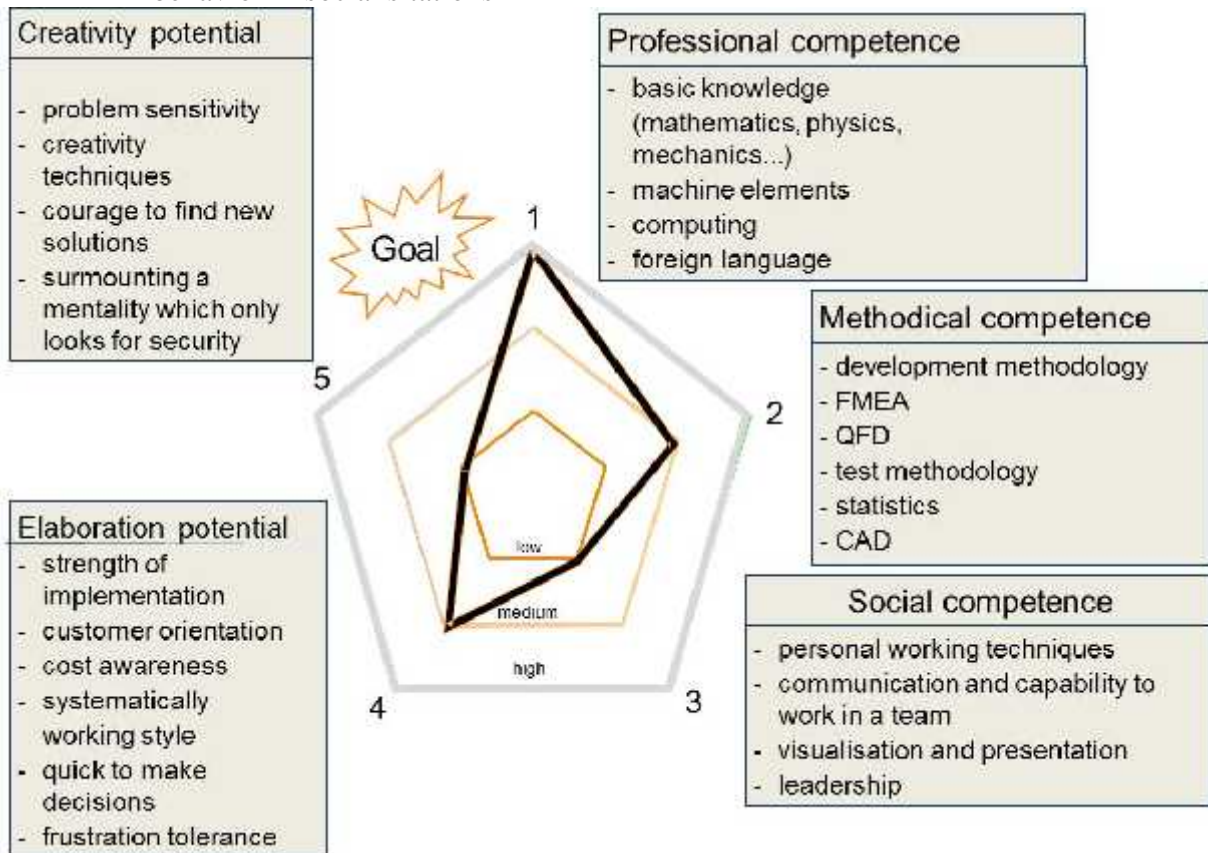 Creativity potential
- problem sensitivity
- creativity
techniques
- courage to find new
solutions
- surmounting a
mentality which only
looks for security
Goal
Professional competence
- basic knowledge
(mathematics, physics,
mechanics...)
- machine elements
- computing
- foreign language
1
2
3
4
5
Methodical competence
- development methodology
- FMEA
- QFD
- test methodology
- statistics
- CAD
low
medium
high
Elaboration potential
- strength of
implementation
- customer orientation
- cost awareness
- systematically
working style
- quick to make
decisions
- frustration tolerance
Social competence
- personal working techniques
- communication and capability to
work in a team
- visualisation and presentation
- leadership